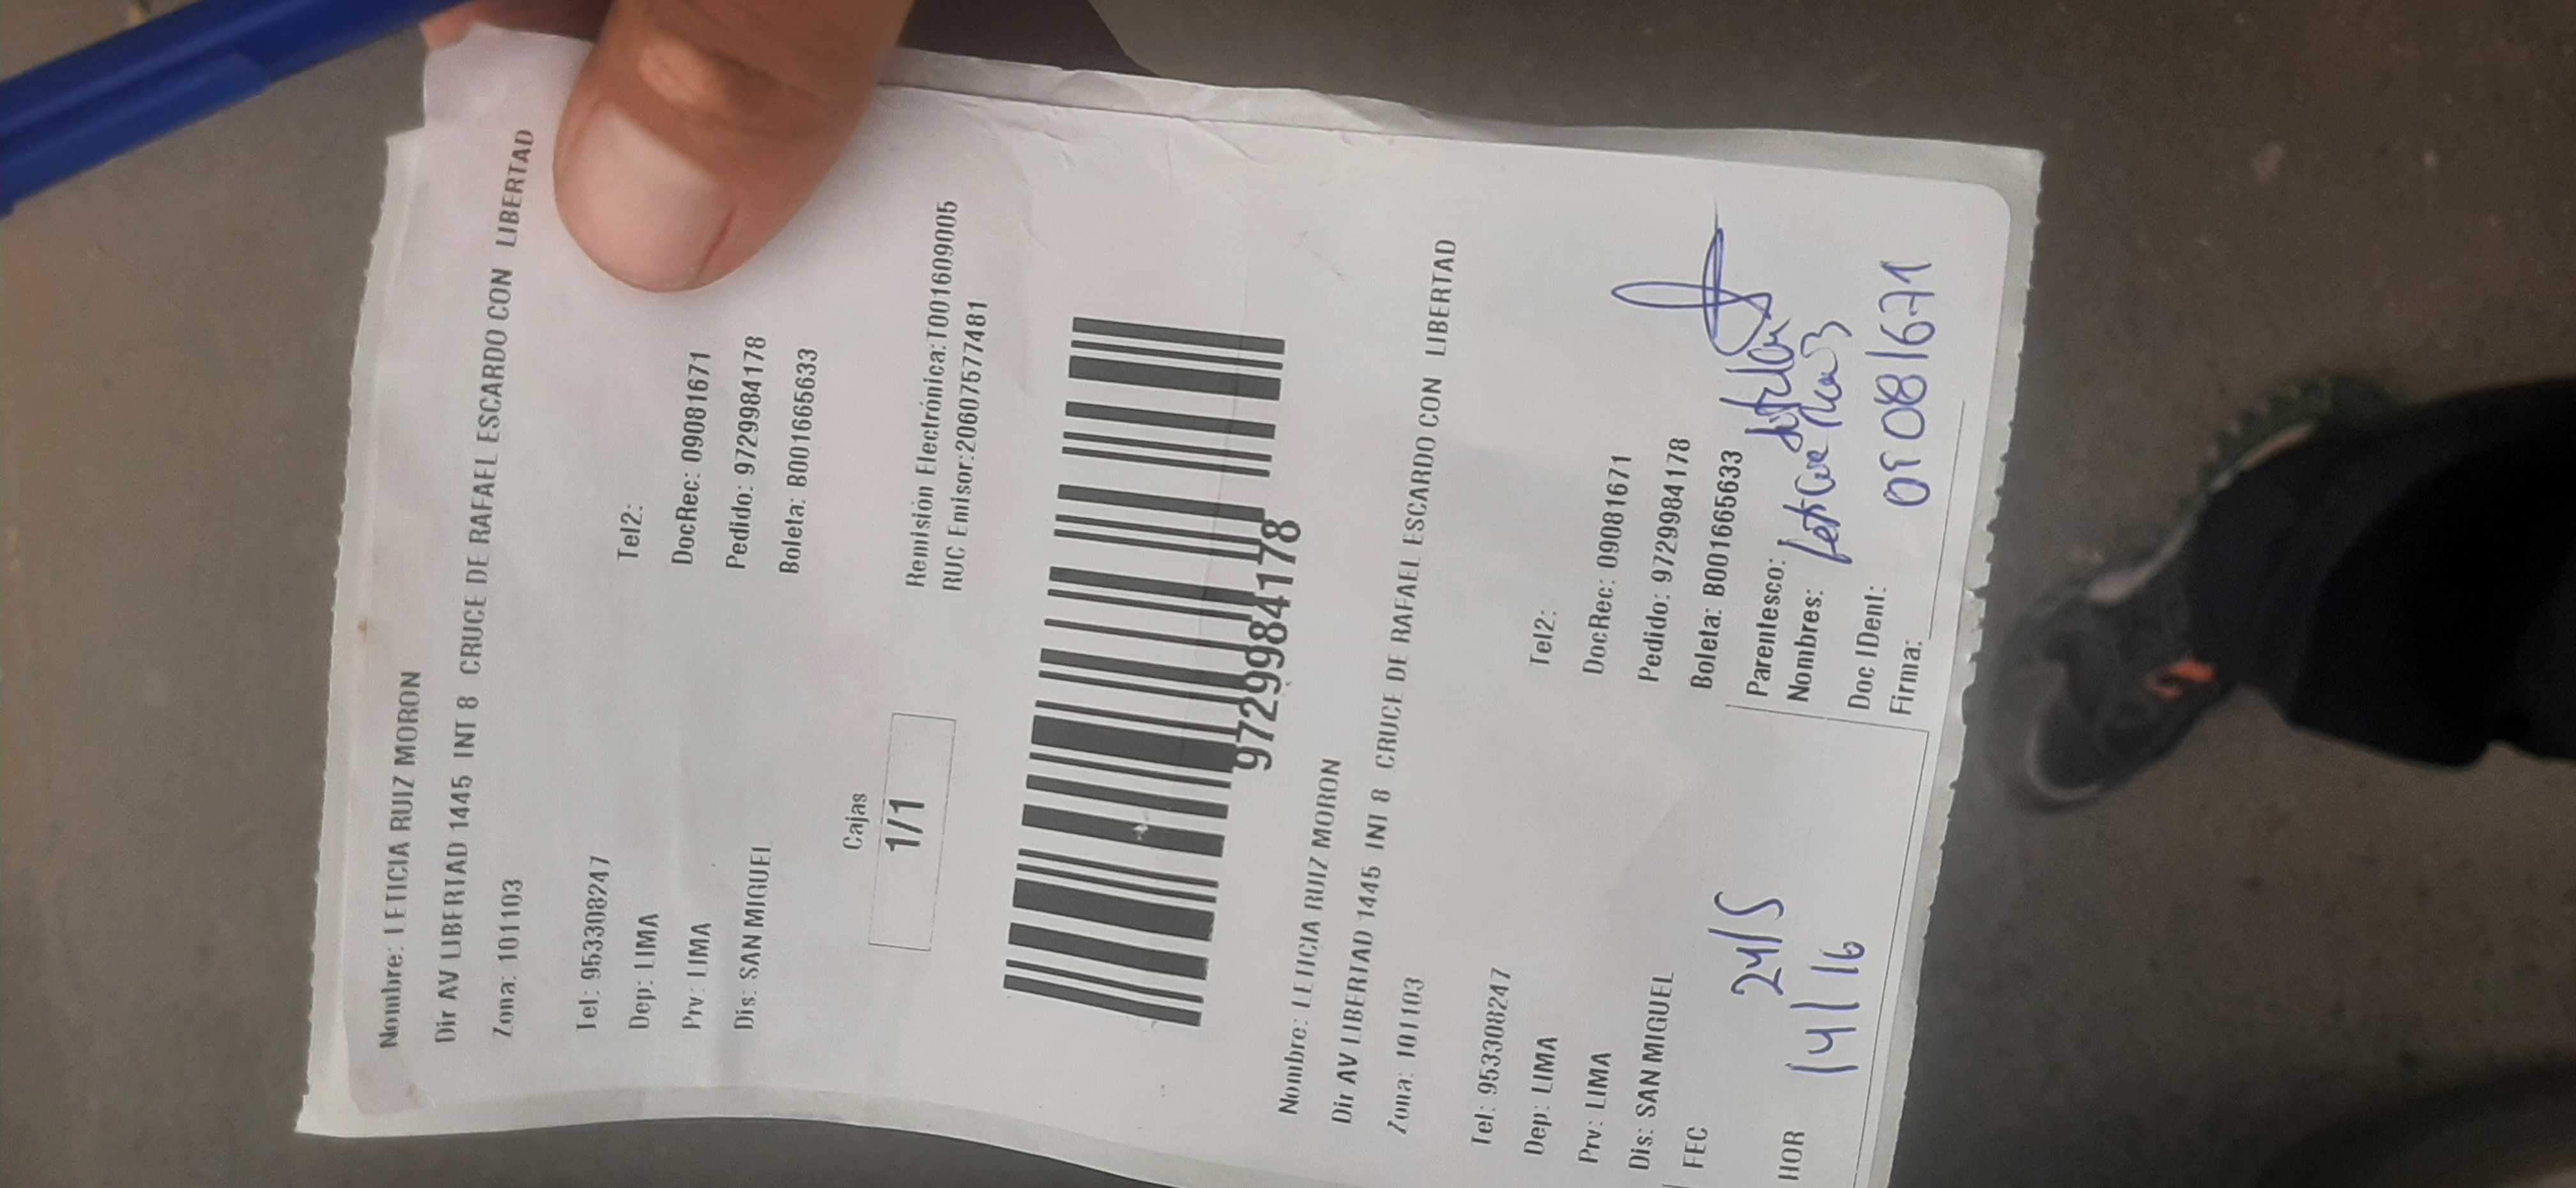 Nombre: LETICIA RUIZ MORON
Dir AV LIBERTAD 1445 INT 8 CRUCE DE RAFAEL ESCARDO CON LIBERTAD
Zona: 101103
Tel: 953308247 Tel2:
Dep: LIMA DocRec: 09081671
Prv: LIMA Pedido: 9729984178
Dis: SAN MIGUEL Boleta: B001665633
Cajas
1/1
Remisión Electrónica:T001609005
RUC Emisor:20607577481
9729984178
Nombre: LETICIA RUIZ MORON
Dir AV LIBERTAD 1445 INT 8 CRUCE DE RAFAEL ESCARDO CON LIBERTAD
Zona: 101103
Tel: 953308247 Tel2:
Dep: LIMA DocRec: 09081671
Prv: LIMA Pedido: 9729984178
Dis: SAN MIGUEL Boleta: B001665633
FEC 24/5
Parentesco:
Nombres:
HOR 14/16
Doc IDent: 09081671
Firma: